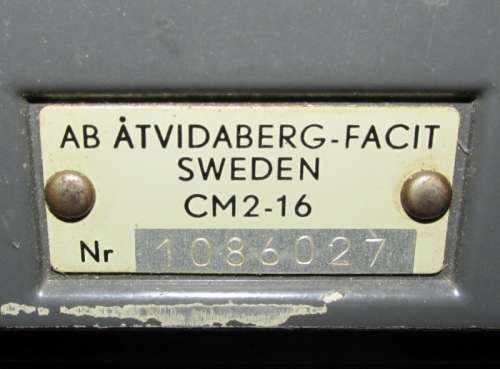 AB ÅTVIDABERG-FACIT
SWEDEN
CM2-16
Nr 1086027